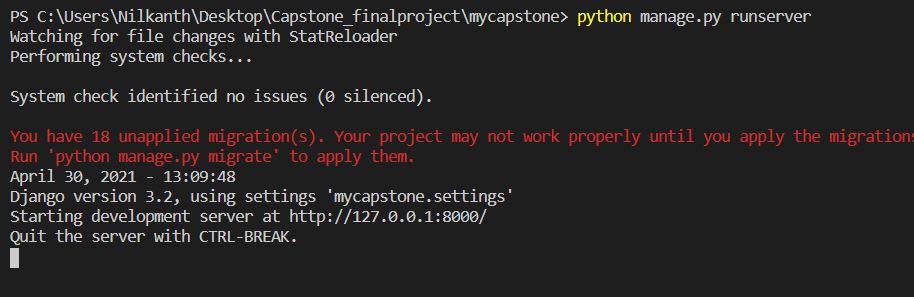 PS C:\Users\Nilkanth\Desktop\Capstone_finalproject\mycapstone> python manage.py runserver
Watching for file changes with StatReloader
Performing system checks...
System check identified no issues (0 silenced).
You have 18 unapplied migration(s). Your project may not work properly until you apply the migrations
Run 'python manage.py migrate' to apply them.
April 30, 2021 - 13:09:48
Django version 3.2, using settings 'mycapstone.settings'
Starting development server at http://127.0.0.1:8000/
Quit the server with CTRL-BREAK.